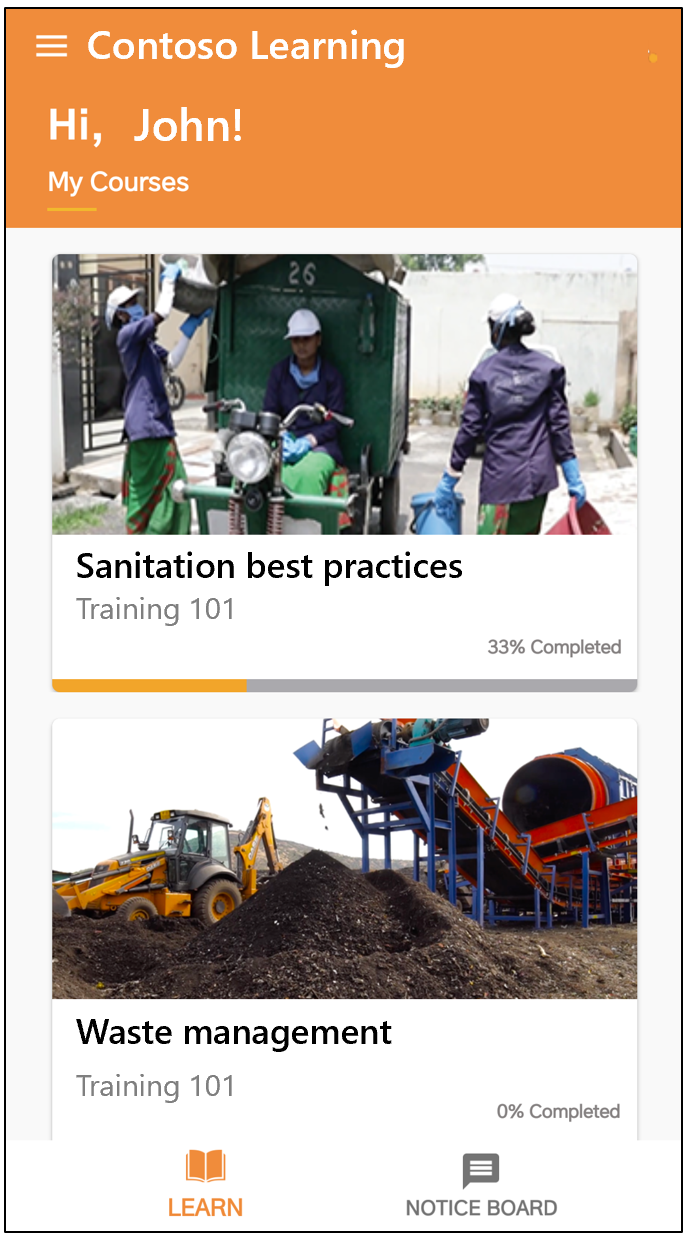 Contoso Learning
Hi, John!
My Courses
26
Sanitation best practices
Training 101
33% Completed
Waste management
Training 101
0% Completed
LEARN
NOTICE BOARD